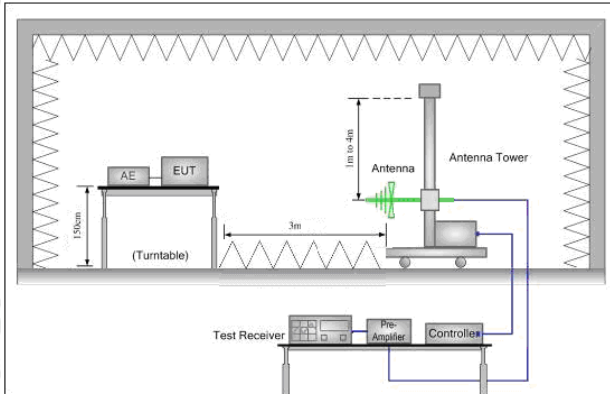 1m to 4m
Antenna
Antenna Tower
AE
EUT
150cm
(Turntable)
3m
Test Receiver
Pre-
Amplifier
Controller